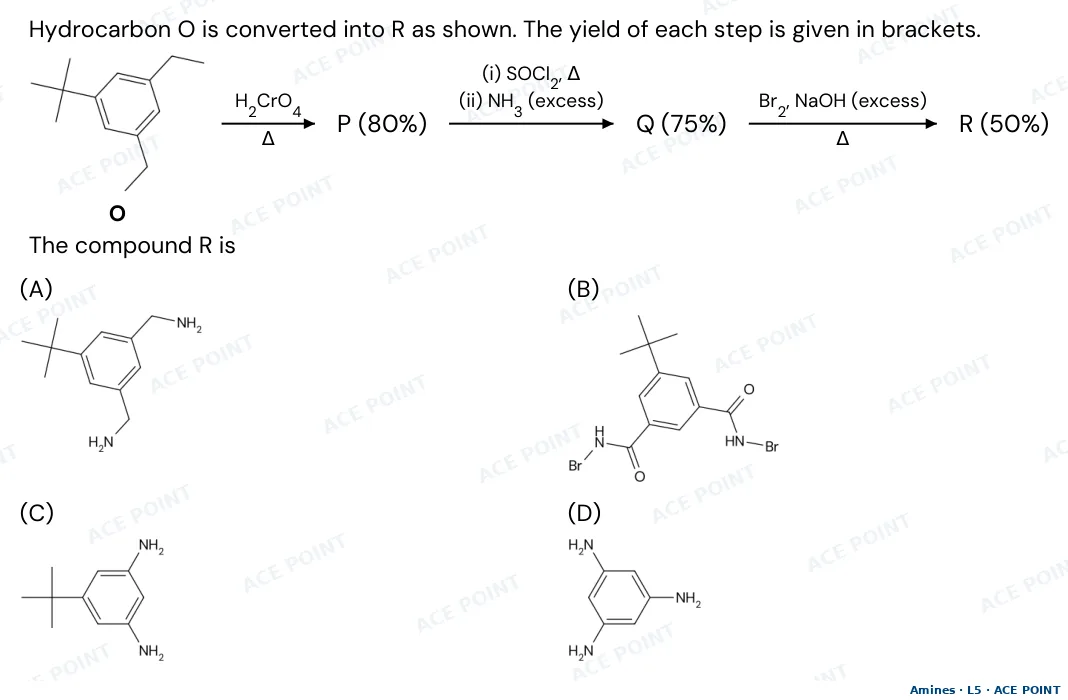 Hydrocarbon O is converted into R as shown. The yield of each step is given in brackets.
H₂CrO₄
Δ
P (80%)
(i) SOCl₂, Δ
(ii) NH₃ (excess)
Q (75%)
Br₂, NaOH (excess)
Δ
R (50%)
O
The compound R is
(A)
NH₂
H₂N
(B)
O
HN
Br
H
N
Br
O
(C)
NH₂
NH₂
(D)
H₂N
NH₂
H₂N
ACE POINT
Amines · L5 · ACE POINT